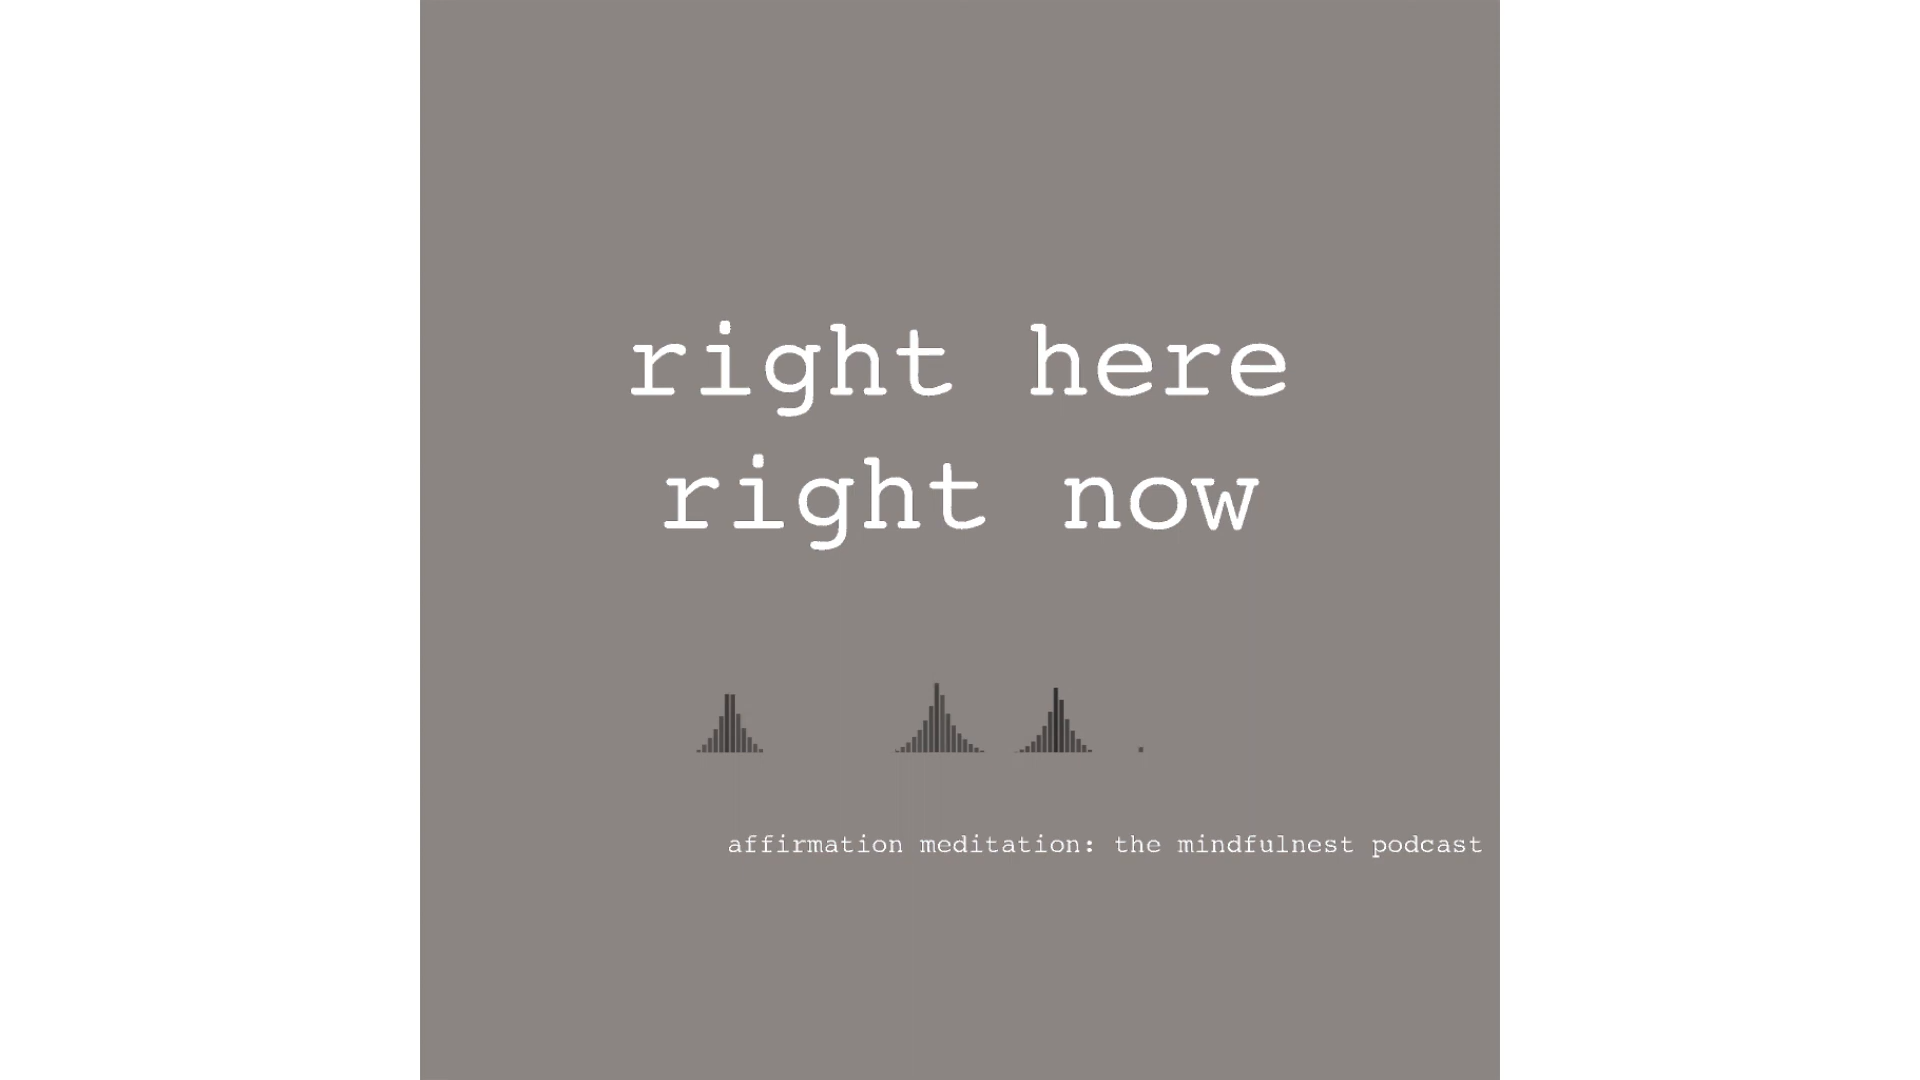 right here
right now
affirmation meditation: the mindfulnest podcast